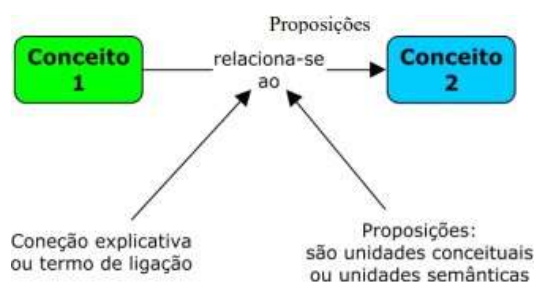 Proposições
Conceito
1
relaciona-se
ao
Conceito
2
Coneção explicativa
ou termo de ligação
Proposições:
são unidades conceituais
ou unidades semânticas